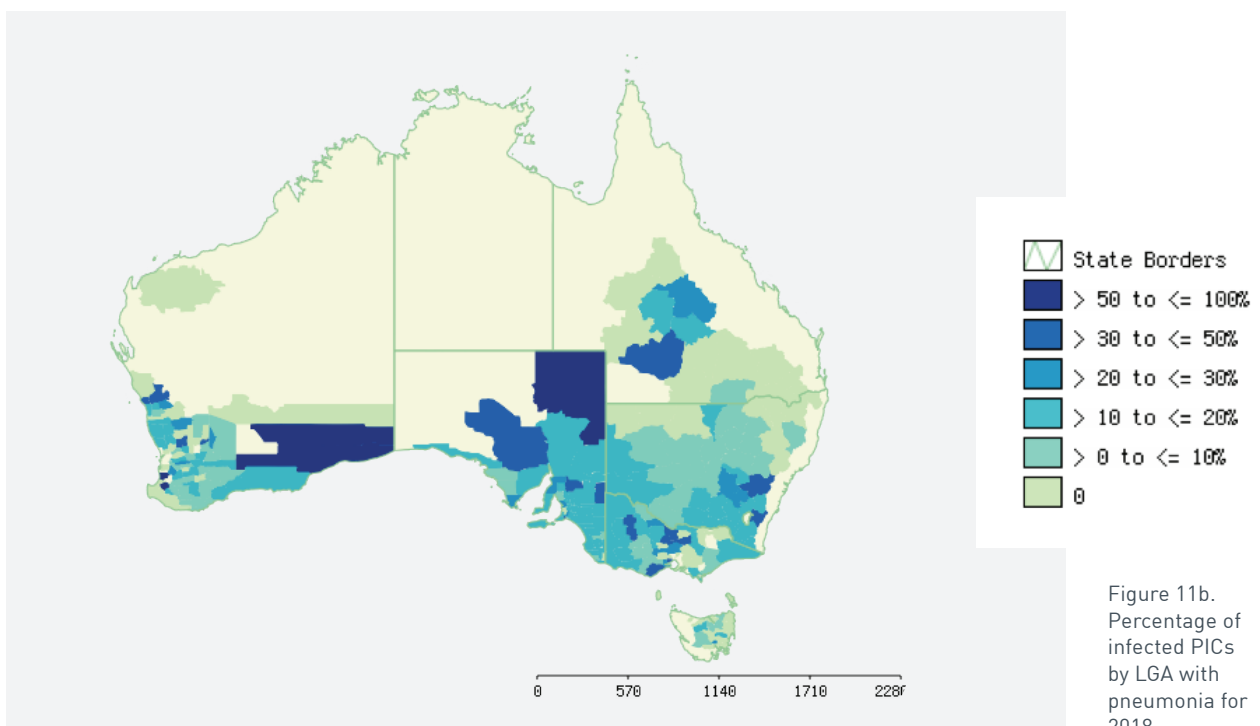 State Borders
> 50 to <= 100%
> 30 to <= 50%
> 20 to <= 30%
> 10 to <= 20%
> 0 to <= 10%
0
0 570 1140 1710
Figure 11b.
Percentage of
infected PICs
by LGA with
pneumonia for